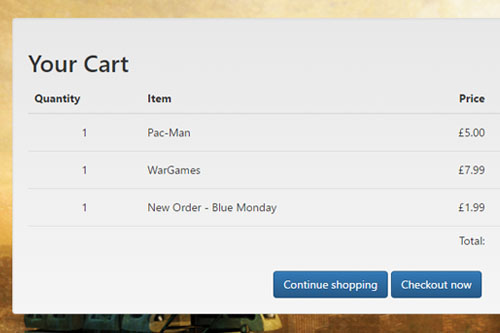 Your Cart
Quantity Item Price
1 Pac-Man £5.00
1 WarGames £7.99
1 New Order - Blue Monday £1.99
Total:
Continue shopping Checkout now